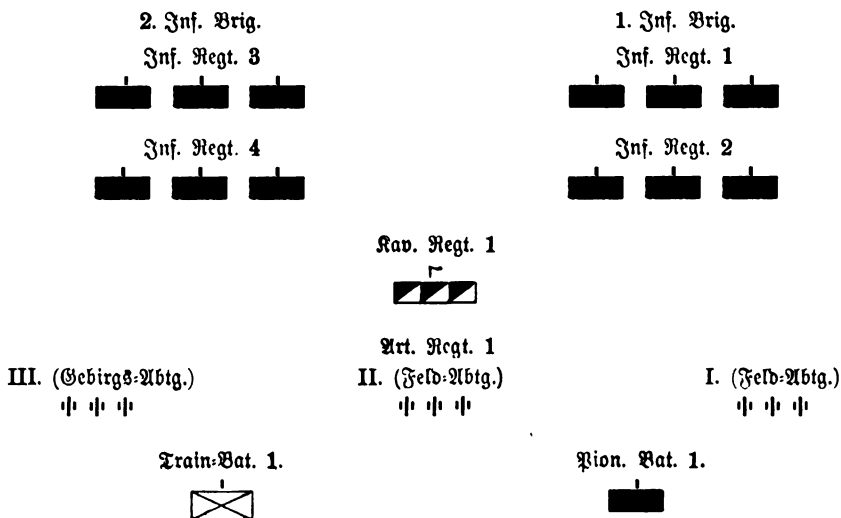 2. Inf. Brig. 1. Inf. Brig.
Inf. Regt. 3 Inf. Regt. 1
Inf. Regt. 4 Inf. Regt. 2
Kav. Regt. 1
Art. Regt. 1
III. (Gebirgs-Abtg.) II. (Feld-Abtg.) I. (Feld-Abtg.)
Train-Bat. 1. Pion. Bat. 1.